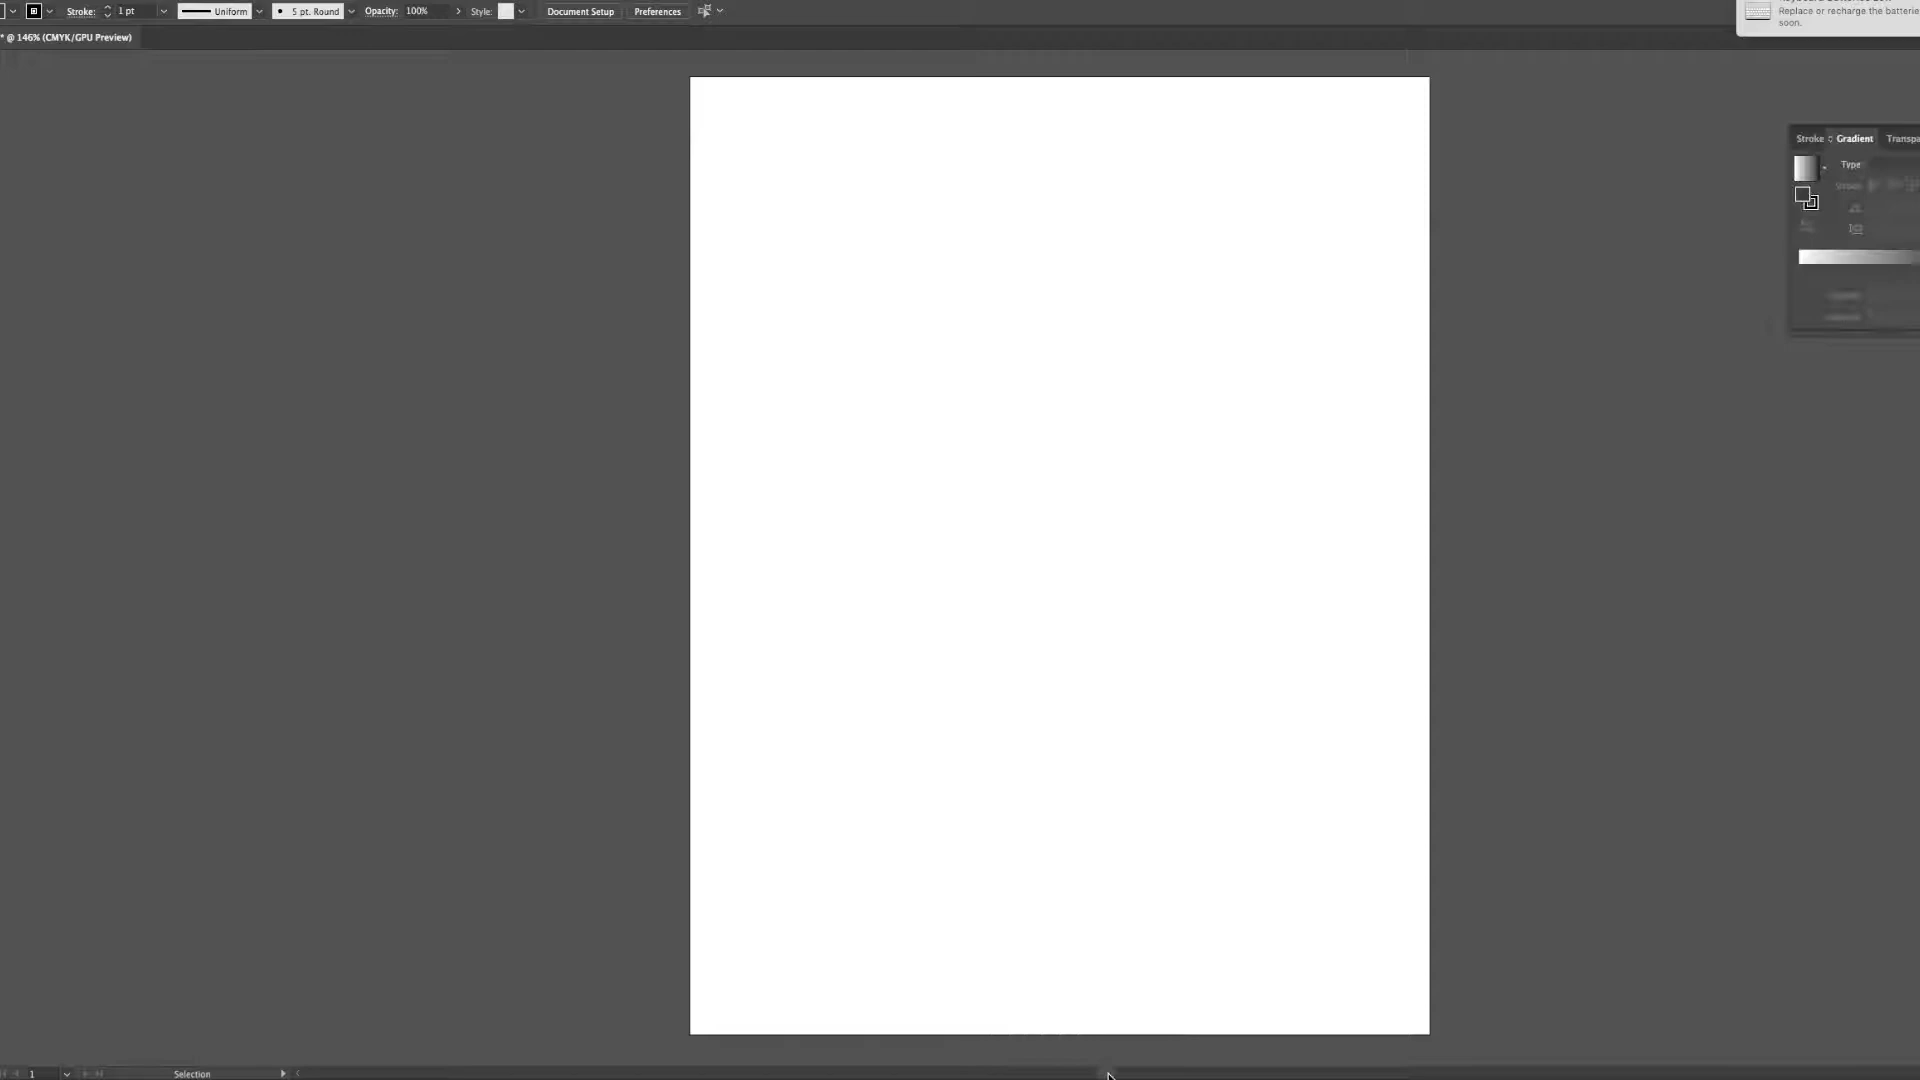 Stroke: 1 pt Uniform 5 pt. Round Opacity: 100% Style: Document Setup Preferences
Replace or recharge the batterie
soon.
* @ 146% (CMYK/GPU Preview)
Stroke Gradient Transpa
Type
1 Selection